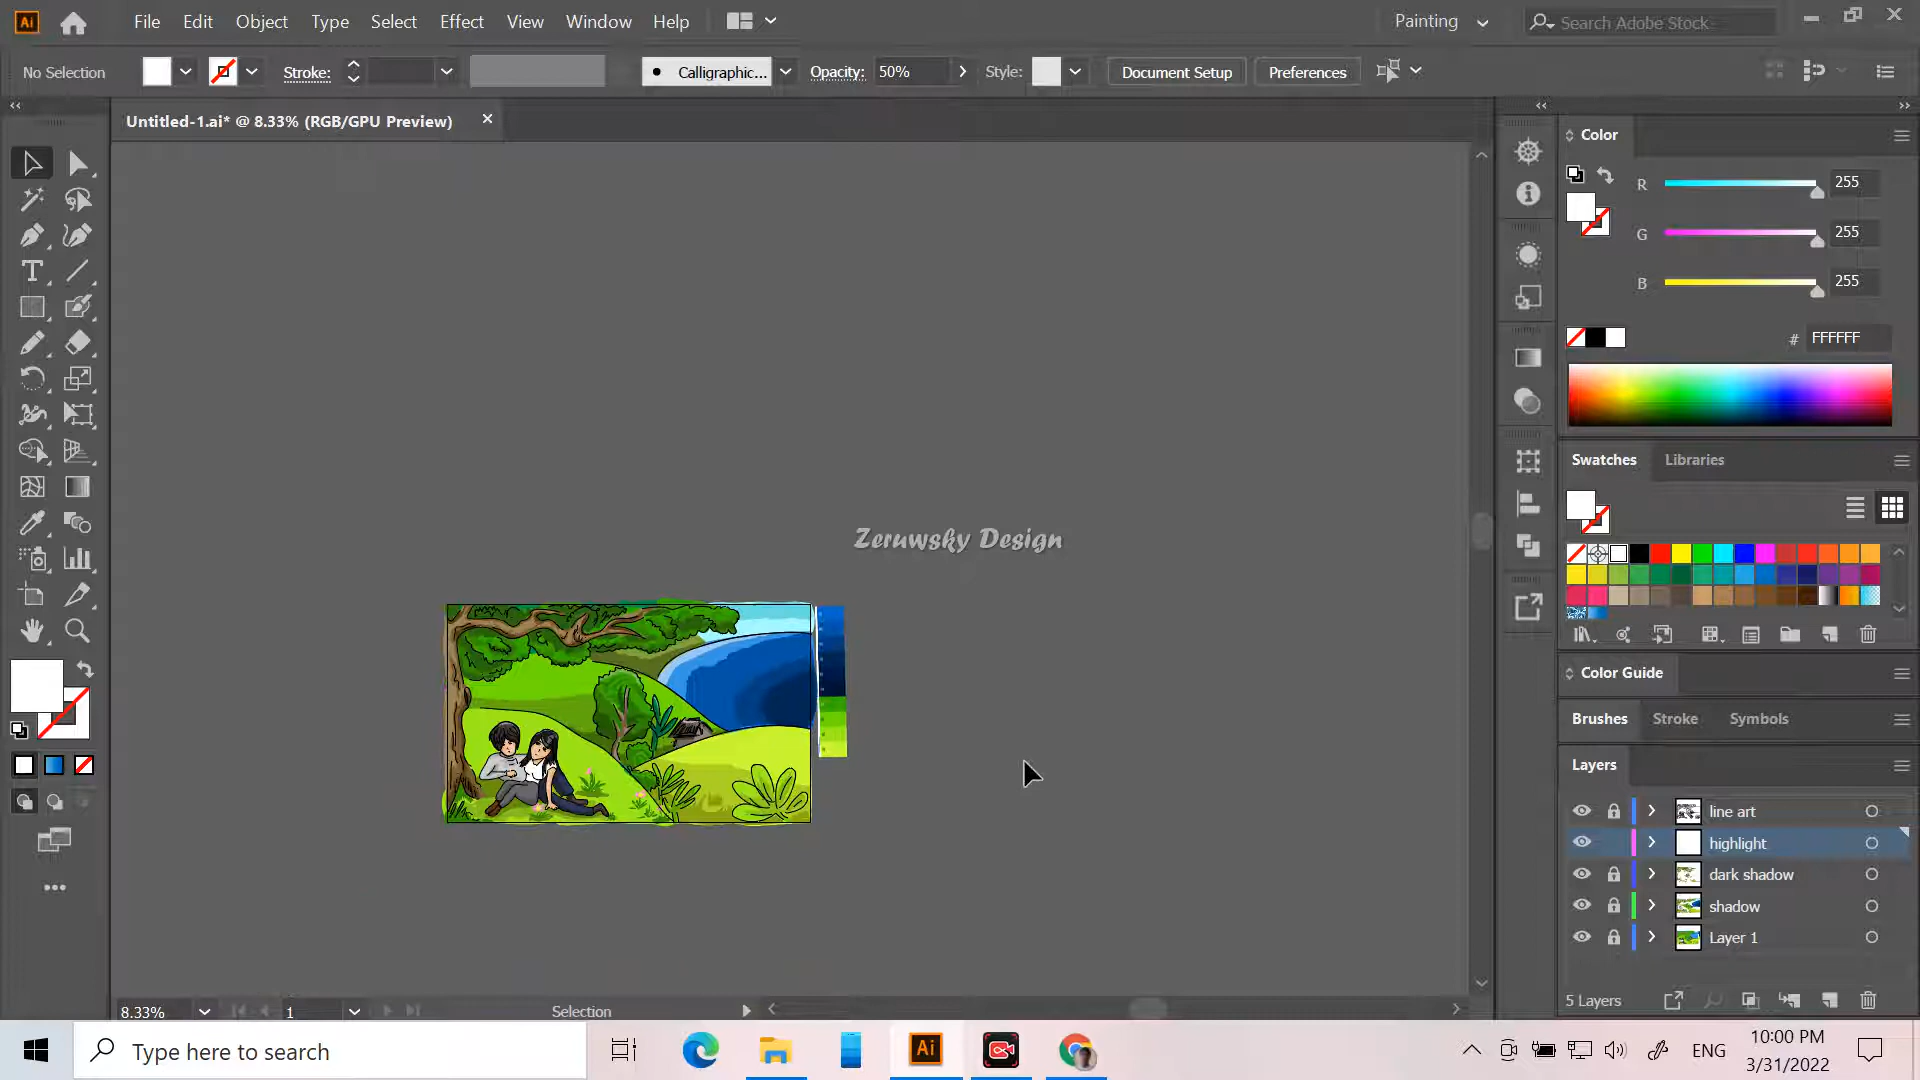 Ai File Edit Object Type Select Effect View Window Help Painting Search Adobe Stock
No Selection Stroke: Calligraphic... Opacity: 50% Style: Document Setup Preferences
Untitled-1.ai* @ 8.33% (RGB/GPU Preview)
Color
R 255
G 255
B 255
# FFFFFF
Swatches Libraries
Zeruwsky Design
Color Guide
Brushes Stroke Symbols
Layers
line art
highlight
dark shadow
shadow
Layer 1
5 Layers
8.33% 1 Selection
Type here to search
Ai
ENG
10:00 PM
3/31/2022